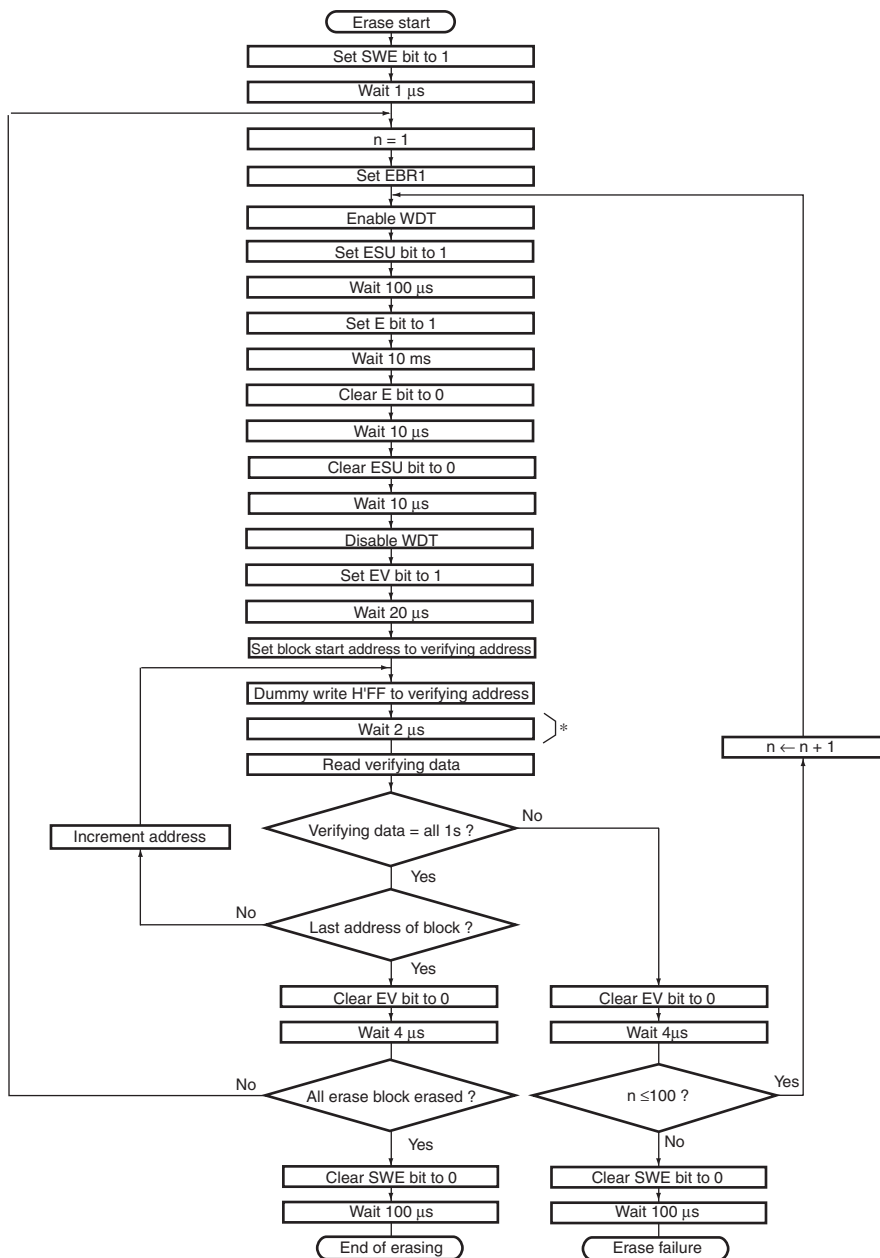 Erase start
Set SWE bit to 1
Wait 1 µs
n = 1
Set EBR1
Enable WDT
Set ESU bit to 1
Wait 100 µs
Set E bit to 1
Wait 10 ms
Clear E bit to 0
Wait 10 µs
Clear ESU bit to 0
Wait 10 µs
Disable WDT
Set EV bit to 1
Wait 20 µs
Set block start address to verifying address
Dummy write H'FF to verifying address
Wait 2 µs
*
n ← n + 1
Read verifying data
Increment address
Verifying data = all 1s ?
No
Yes
No
Last address of block ?
Yes
Clear EV bit to 0
Clear EV bit to 0
Wait 4 µs
Wait 4µs
No
All erase block erased ?
n ≤100 ?
Yes
Yes
No
Clear SWE bit to 0
Clear SWE bit to 0
Wait 100 µs
Wait 100 µs
End of erasing
Erase failure